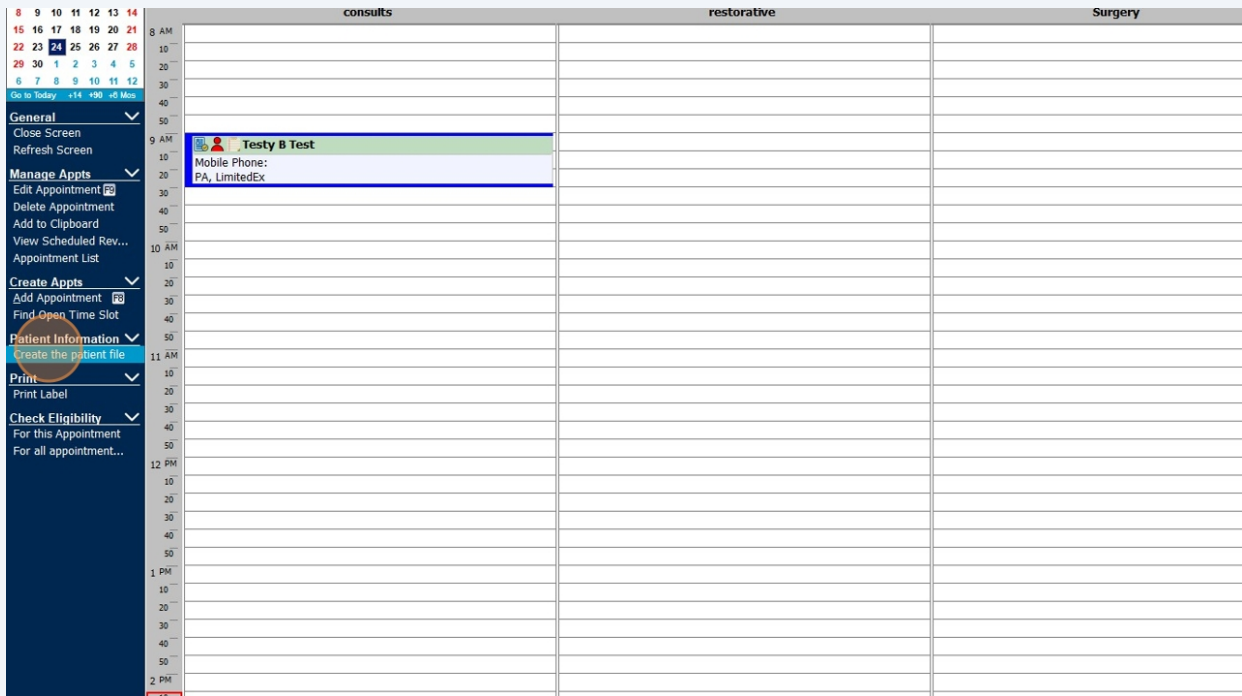 8 9 10 11 12 13 14
15 16 17 18 19 20 21
22 23 24 25 26 27 28
29 30 1 2 3 4 5
6 7 8 9 10 11 12
Go to Today +14 +90 +6 Mos
General
Close Screen
Refresh Screen
Manage Appts
Edit Appointment F9
Delete Appointment
Add to Clipboard
View Scheduled Rev...
Appointment List
Create Appts
Add Appointment F8
Find Open Time Slot
Patient Information
Create the patient file
Print
Print Label
Check Eligibility
For this Appointment
For all appointment...
consults restorative Surgery
8 AM
10
20
30
40
50
9 AM
10
20
30
40
50
10 AM
10
20
30
40
50
11 AM
10
20
30
40
50
12 PM
10
20
30
40
50
1 PM
10
20
30
40
50
2 PM
Testy B Test
Mobile Phone:
PA, LimitedEx